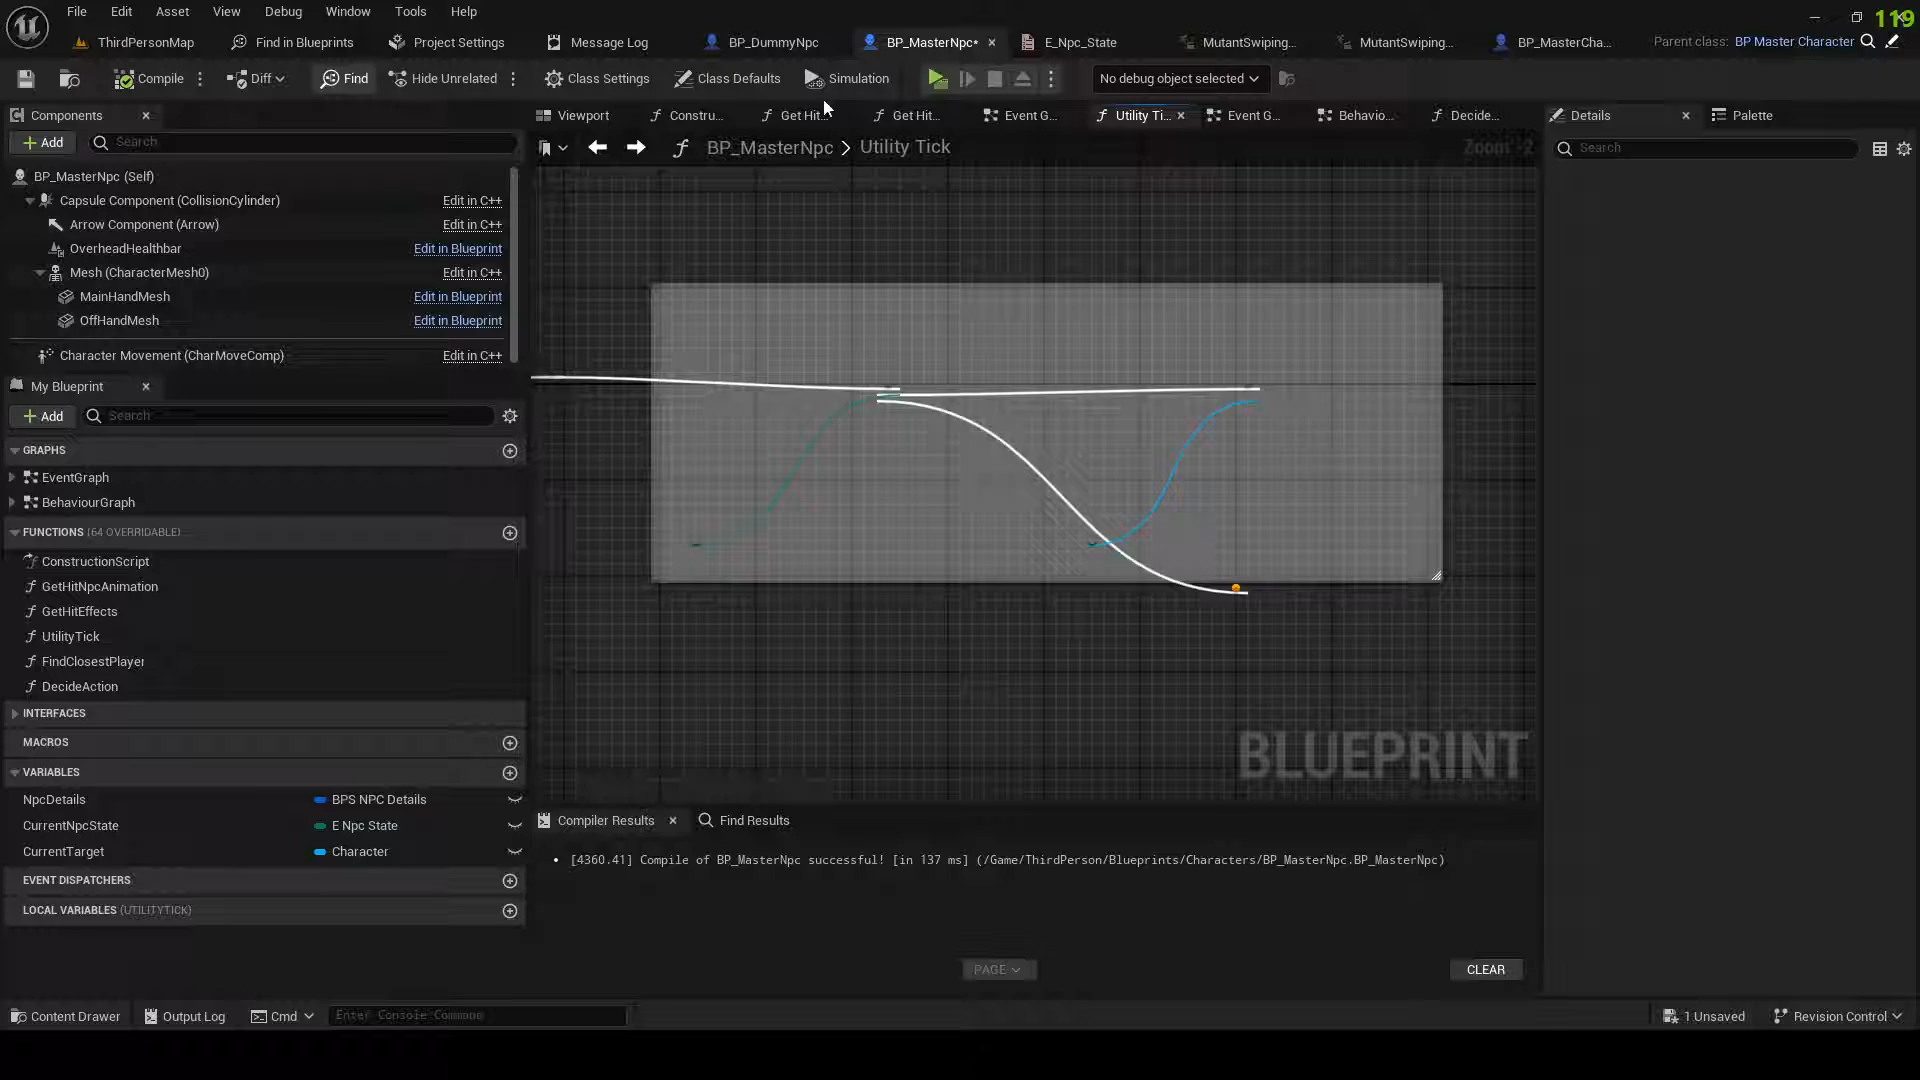 File Edit Asset View Debug Window Tools Help
119
ThirdPersonMap Find in Blueprints Project Settings Message Log BP_DummyNpc BP_MasterNpc* E_Npc_State MutantSwiping... MutantSwiping... BP_MasterCha... Parent class: BP Master Character
Compile Diff Find Hide Unrelated Class Settings Class Defaults Simulation No debug object selected
Components
Viewport Constru... Get Hit... Get Hit... Event G... Utility Ti... Event G... Behavio... Decide...
Details Palette
Add Search
BP_MasterNpc > Utility Tick
Zoom -2
Search
BP_MasterNpc (Self)
Capsule Component (CollisionCylinder) Edit in C++
Arrow Component (Arrow) Edit in C++
OverheadHealthbar Edit in Blueprint
Mesh (CharacterMesh0) Edit in C++
MainHandMesh Edit in Blueprint
OffHandMesh Edit in Blueprint
Character Movement (CharMoveComp) Edit in C++
My Blueprint
Add Search
GRAPHS
EventGraph
BehaviourGraph
FUNCTIONS (64 OVERRIDABLE)
ConstructionScript
GetHitNpcAnimation
GetHitEffects
UtilityTick
FindClosestPlayer
DecideAction
INTERFACES
MACROS
VARIABLES
NpcDetails BPS NPC Details
CurrentNpcState E Npc State
CurrentTarget Character
EVENT DISPATCHERS
LOCAL VARIABLES (UTILITYTICK)
BLUEPRINT
Compiler Results Find Results
• [4360.41] Compile of BP_MasterNpc successful! [in 137 ms] (/Game/ThirdPerson/Blueprints/Characters/BP_MasterNpc.BP_MasterNpc)
PAGE CLEAR
Content Drawer Output Log Cmd Enter Console Command 1 Unsaved Revision Control